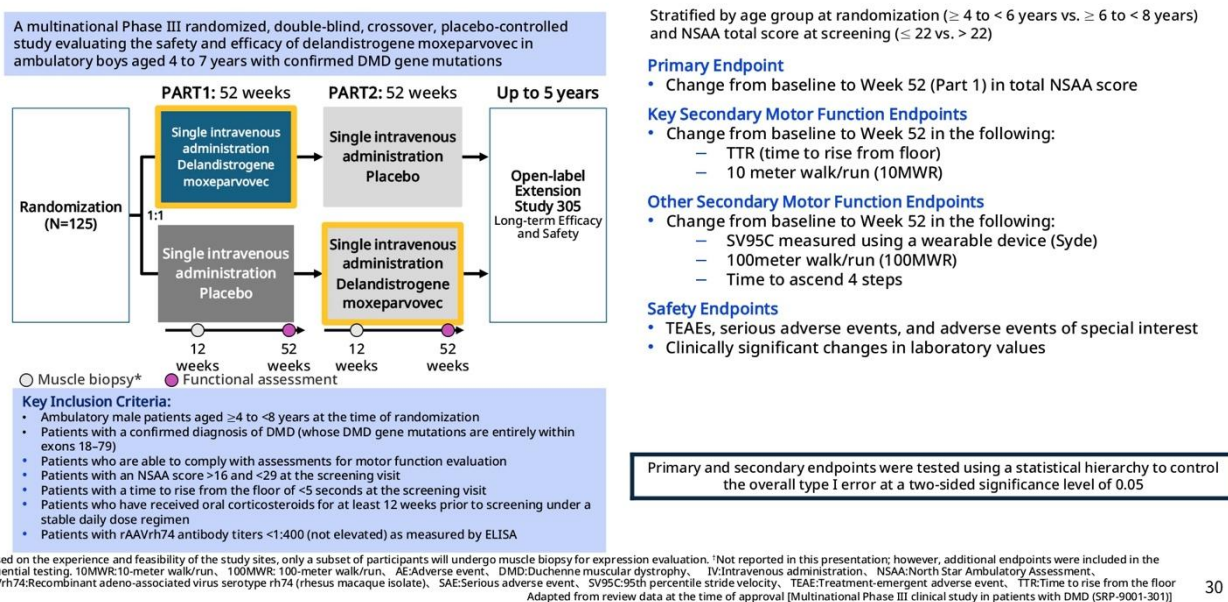 A multinational Phase III randomized, double-blind, crossover, placebo-controlled
study evaluating the safety and efficacy of delandistrogene moxeparvovec in
ambulatory boys aged 4 to 7 years with confirmed DMD gene mutations
PART1: 52 weeks
PART2: 52 weeks
Up to 5 years
Randomization
(N=125)
1:1
Single intravenous
administration
Delandistrogene
moxeparvovec
Single intravenous
administration
Placebo
Single intravenous
administration
Placebo
Single intravenous
administration
Delandistrogene
moxeparvovec
Open-label
Extension
Study 305
Long-term Efficacy
and Safety
12
weeks
52
weeks
12
weeks
52
weeks
Muscle biopsy*
Functional assessment
Key Inclusion Criteria:
• Ambulatory male patients aged ≥4 to <8 years at the time of randomization
• Patients with a confirmed diagnosis of DMD (whose DMD gene mutations are entirely within
exons 18–79)
• Patients who are able to comply with assessments for motor function evaluation
• Patients with an NSAA score >16 and <29 at the screening visit
• Patients with a time to rise from the floor of <5 seconds at the screening visit
• Patients who have received oral corticosteroids for at least 12 weeks prior to screening under a
stable daily dose regimen
• Patients with rAAVrh74 antibody titers <1:400 (not elevated) as measured by ELISA
Stratified by age group at randomization (≥ 4 to < 6 years vs. ≥ 6 to < 8 years)
and NSAA total score at screening (≤ 22 vs. > 22)
Primary Endpoint
• Change from baseline to Week 52 (Part 1) in total NSAA score
Key Secondary Motor Function Endpoints
• Change from baseline to Week 52 in the following:
– TTR (time to rise from floor)
– 10 meter walk/run (10MWR)
Other Secondary Motor Function Endpoints
• Change from baseline to Week 52 in the following:
– SV95C measured using a wearable device (Syde)
– 100meter walk/run (100MWR)
– Time to ascend 4 steps
Safety Endpoints
• TEAEs, serious adverse events, and adverse events of special interest
• Clinically significant changes in laboratory values
Primary and secondary endpoints were tested using a statistical hierarchy to control
the overall type I error at a two-sided significance level of 0.05
on the experience and feasibility of the study sites, only a subset of participants will undergo muscle biopsy for expression evaluation. †Not reported in this presentation; however, additional endpoints were included in the
testing. 10MWR:10-meter walk/run、 100MWR: 100-meter walk/run、 AE:Adverse event、 DMD:Duchenne muscular dystrophy、 IV:Intravenous administration、 NSAA:North Star Ambulatory Assessment、
rh74:Recombinant adeno-associated virus serotype rh74 (rhesus macaque isolate)、 SAE:Serious adverse event、 SV95C:95th percentile stride velocity、 TEAE:Treatment-emergent adverse event、 TTR:Time to rise from the floor
Adapted from review data at the time of approval [Multinational Phase III clinical study in patients with DMD (SRP-9001-301)]
30